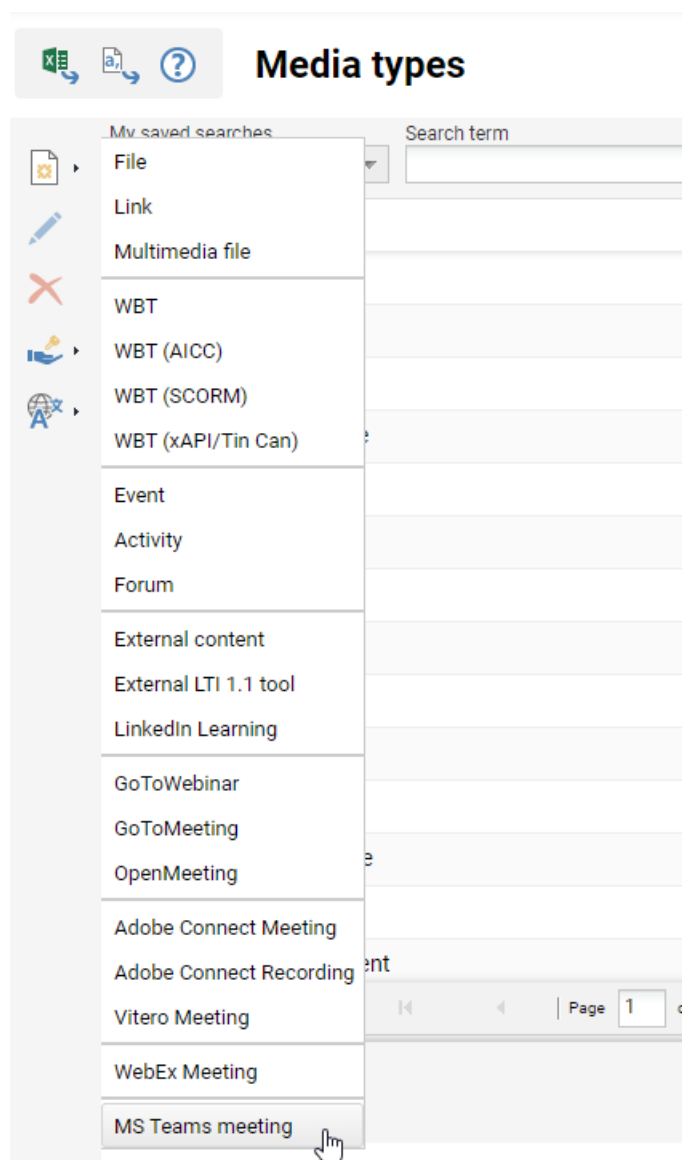 Media types
My saved searches
Search term
File
Link
Multimedia file
WBT
WBT (AICC)
WBT (SCORM)
WBT (xAPI/Tin Can)
Event
Activity
Forum
External content
External LTI 1.1 tool
LinkedIn Learning
GoToWebinar
GoToMeeting
OpenMeeting
Adobe Connect Meeting
Adobe Connect Recording
ent
Vitero Meeting
Page 1
WebEx Meeting
MS Teams meeting